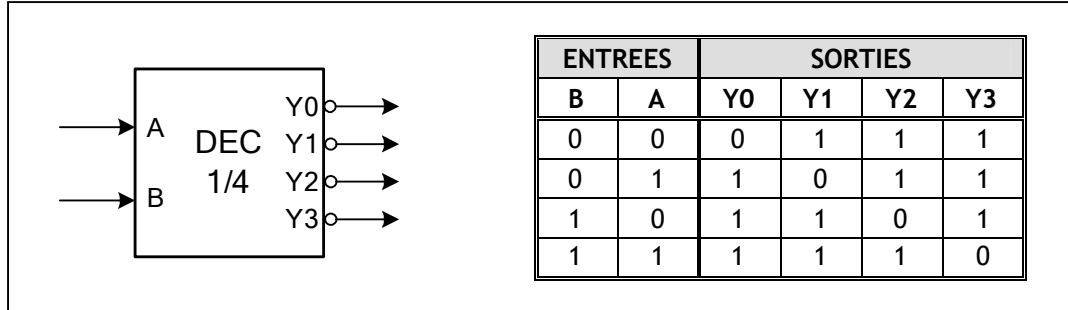 A
B
DEC
1/4
Y0
Y1
Y2
Y3
ENTREES SORTIES
B A Y0 Y1 Y2 Y3
0 0 0 1 1 1
0 1 1 0 1 1
1 0 1 1 0 1
1 1 1 1 1 0